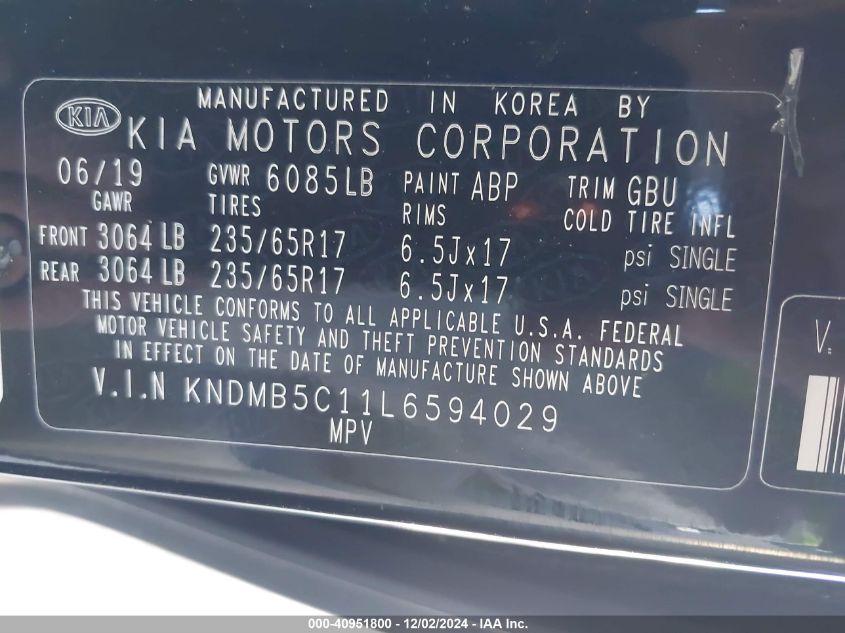 MANUFACTURED IN KOREA BY
KIA KIA MOTORS CORPORATION
06/19 GVWR 6085LB PAINT ABP TRIM GBU
GAWR TIRES RIMS COLD TIRE INFL
FRONT 3064 LB 235/65R17 6.5Jx17 psi SINGLE
REAR 3064 LB 235/65R17 6.5Jx17 psi SINGLE
THIS VEHICLE CONFORMS TO ALL APPLICABLE U.S.A. FEDERAL
MOTOR VEHICLE SAFETY AND THEFT PREVENTION STANDARDS
IN EFFECT ON THE DATE OF MANUFACTURE SHOWN ABOVE
V.I.N KNDMB5C11L6594029
MPV
V.
000-40951800 - 12/02/2024 - IAA Inc.